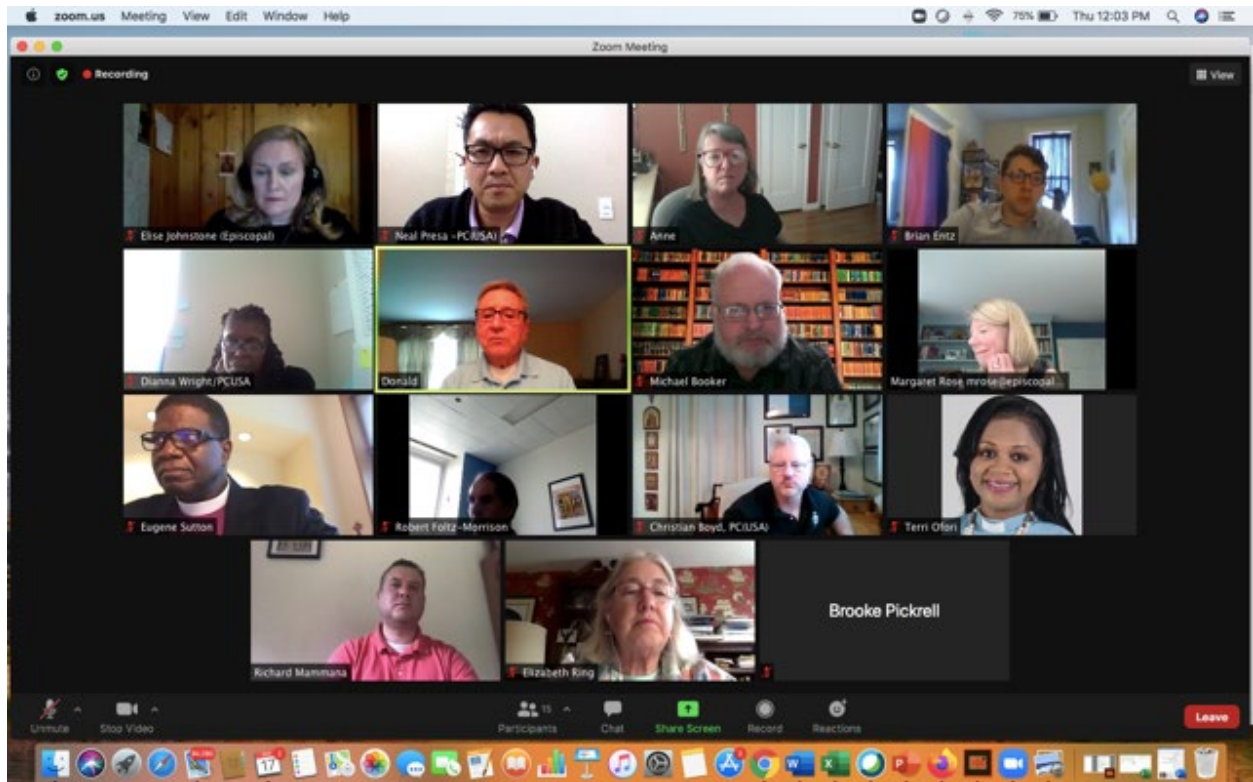 zoom.us Meeting View Edit Window Help 75% Thu 12:03 PM
Zoom Meeting
Recording View
Elise Johnstone (Episcopal) Neal Presa -PC(USA) Anne Brian Entz
Dianna Wright/PCUSA Donald Michael Booker Margaret Rose mrose@episcopal...
Eugene Sutton Robert Foltz-Morrison Christian Boyd, PC(USA) Terri Ofori
Brooke Pickrell
Richard Mammana Elizabeth Ring
Unmute Stop Video Participants 15 Chat Share Screen Record Reactions Leave
17